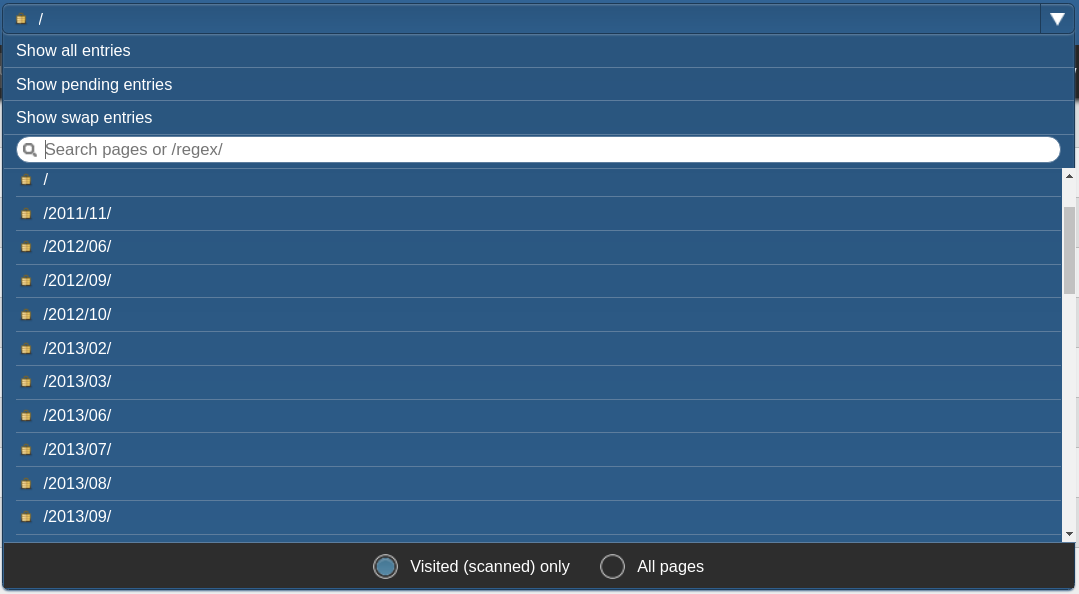 /
Show all entries
Show pending entries
Show swap entries
Search pages or /regex/
/
/2011/11/
/2012/06/
/2012/09/
/2012/10/
/2013/02/
/2013/03/
/2013/06/
/2013/07/
/2013/08/
/2013/09/
Visited (scanned) only All pages